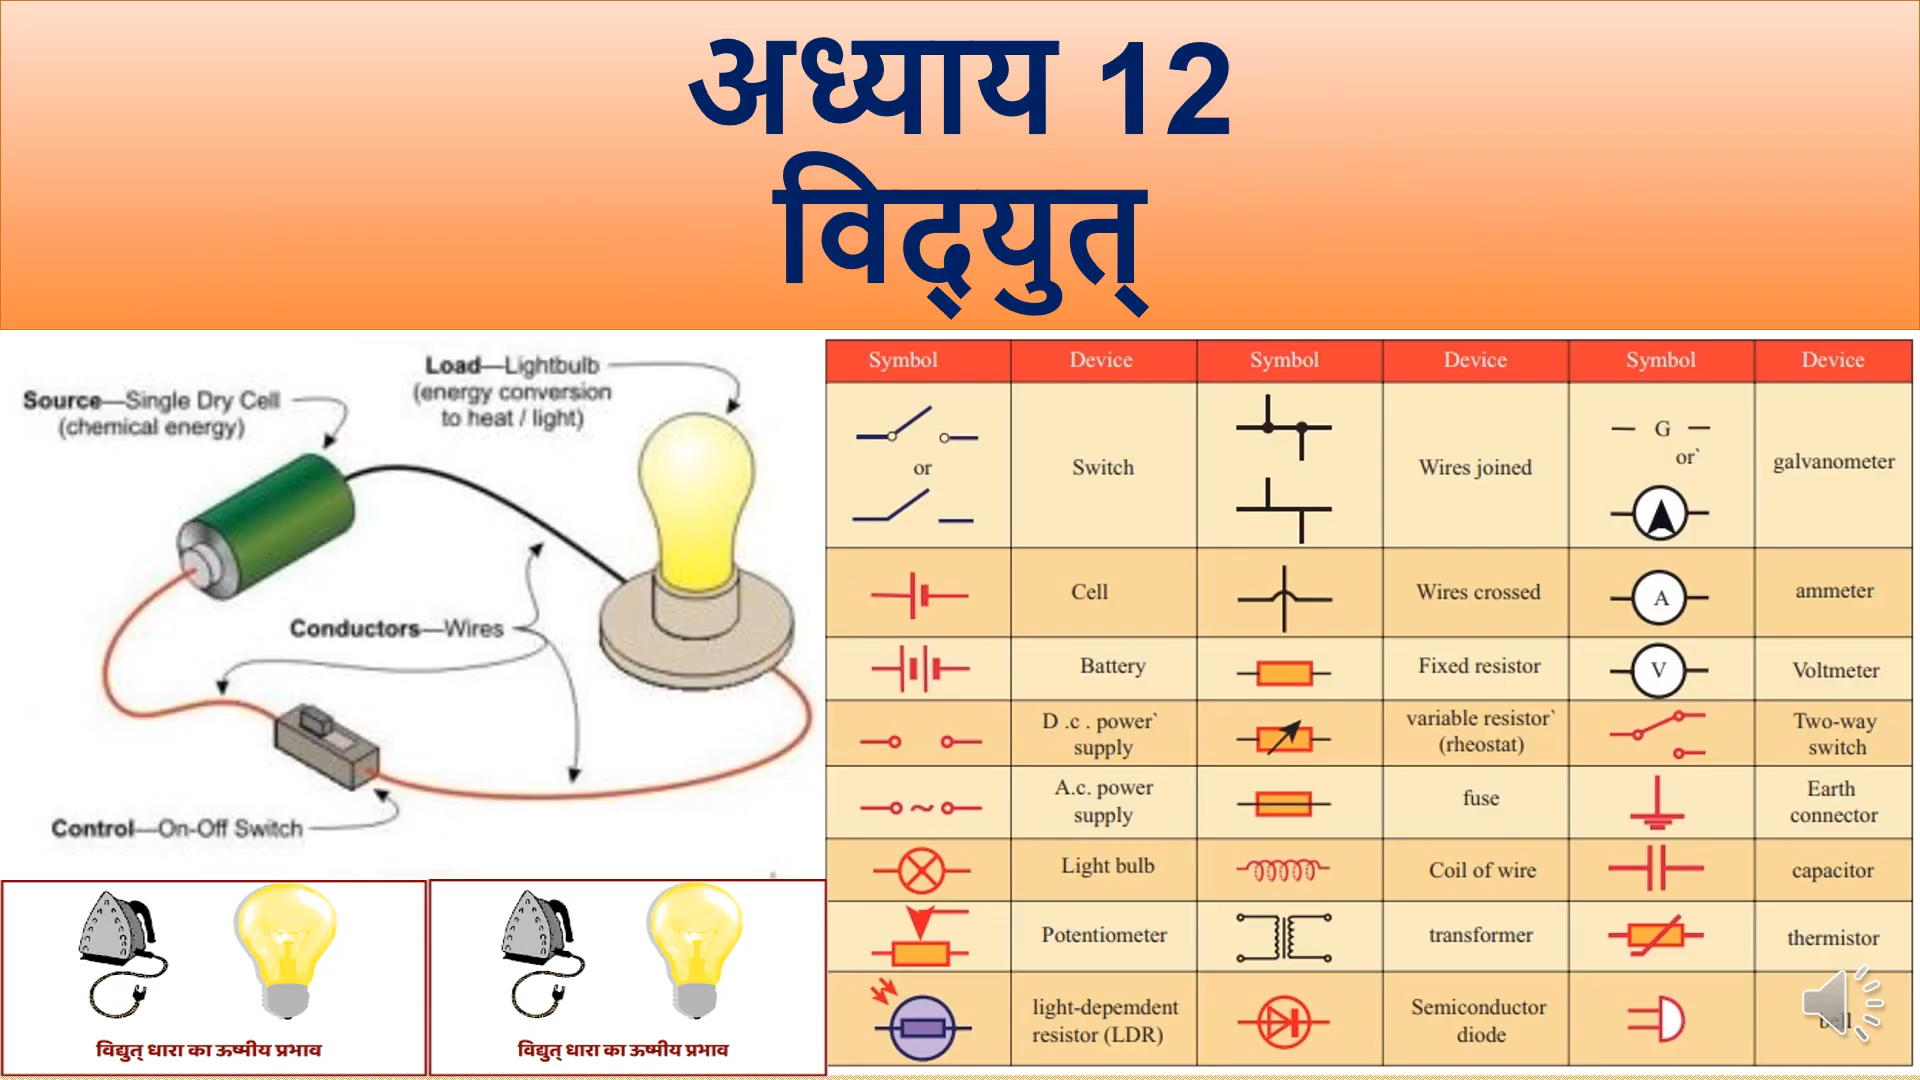 अध्याय 12
विद्युत्
Source—Single Dry Cell
(chemical energy)
Load—Lightbulb
(energy conversion
to heat / light)
Conductors—Wires
Control—On-Off Switch
विद्युत् धारा का ऊष्मीय प्रभाव
विद्युत् धारा का ऊष्मीय प्रभाव
Symbol Device Symbol Device Symbol Device
or
Switch
Wires joined
G
or`
galvanometer
Cell
Wires crossed
A
ammeter
Battery
Fixed resistor
V
Voltmeter
D .c . power`
supply
variable resistor`
(rheostat)
Two-way
switch
A.c. power
supply
fuse
Earth
connector
Light bulb
Coil of wire
capacitor
Potentiometer
transformer
thermistor
light-depemdent
resistor (LDR)
Semiconductor
diode
bell